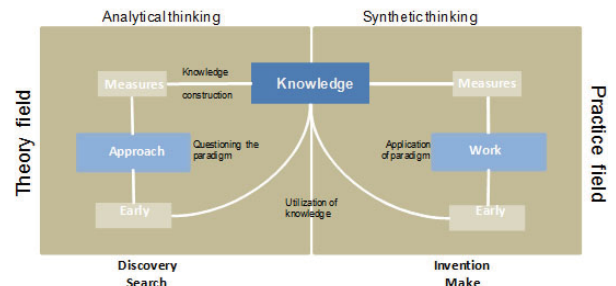 Analytical thinking
Synthetic thinking
Theory field
Measures
Knowledge
construction
Knowledge
Measures
Approach
Questioning the
paradigm
Application
of paradigm
Work
Early
Utilization of
knowledge
Early
Practice field
Discovery
Search
Invention
Make